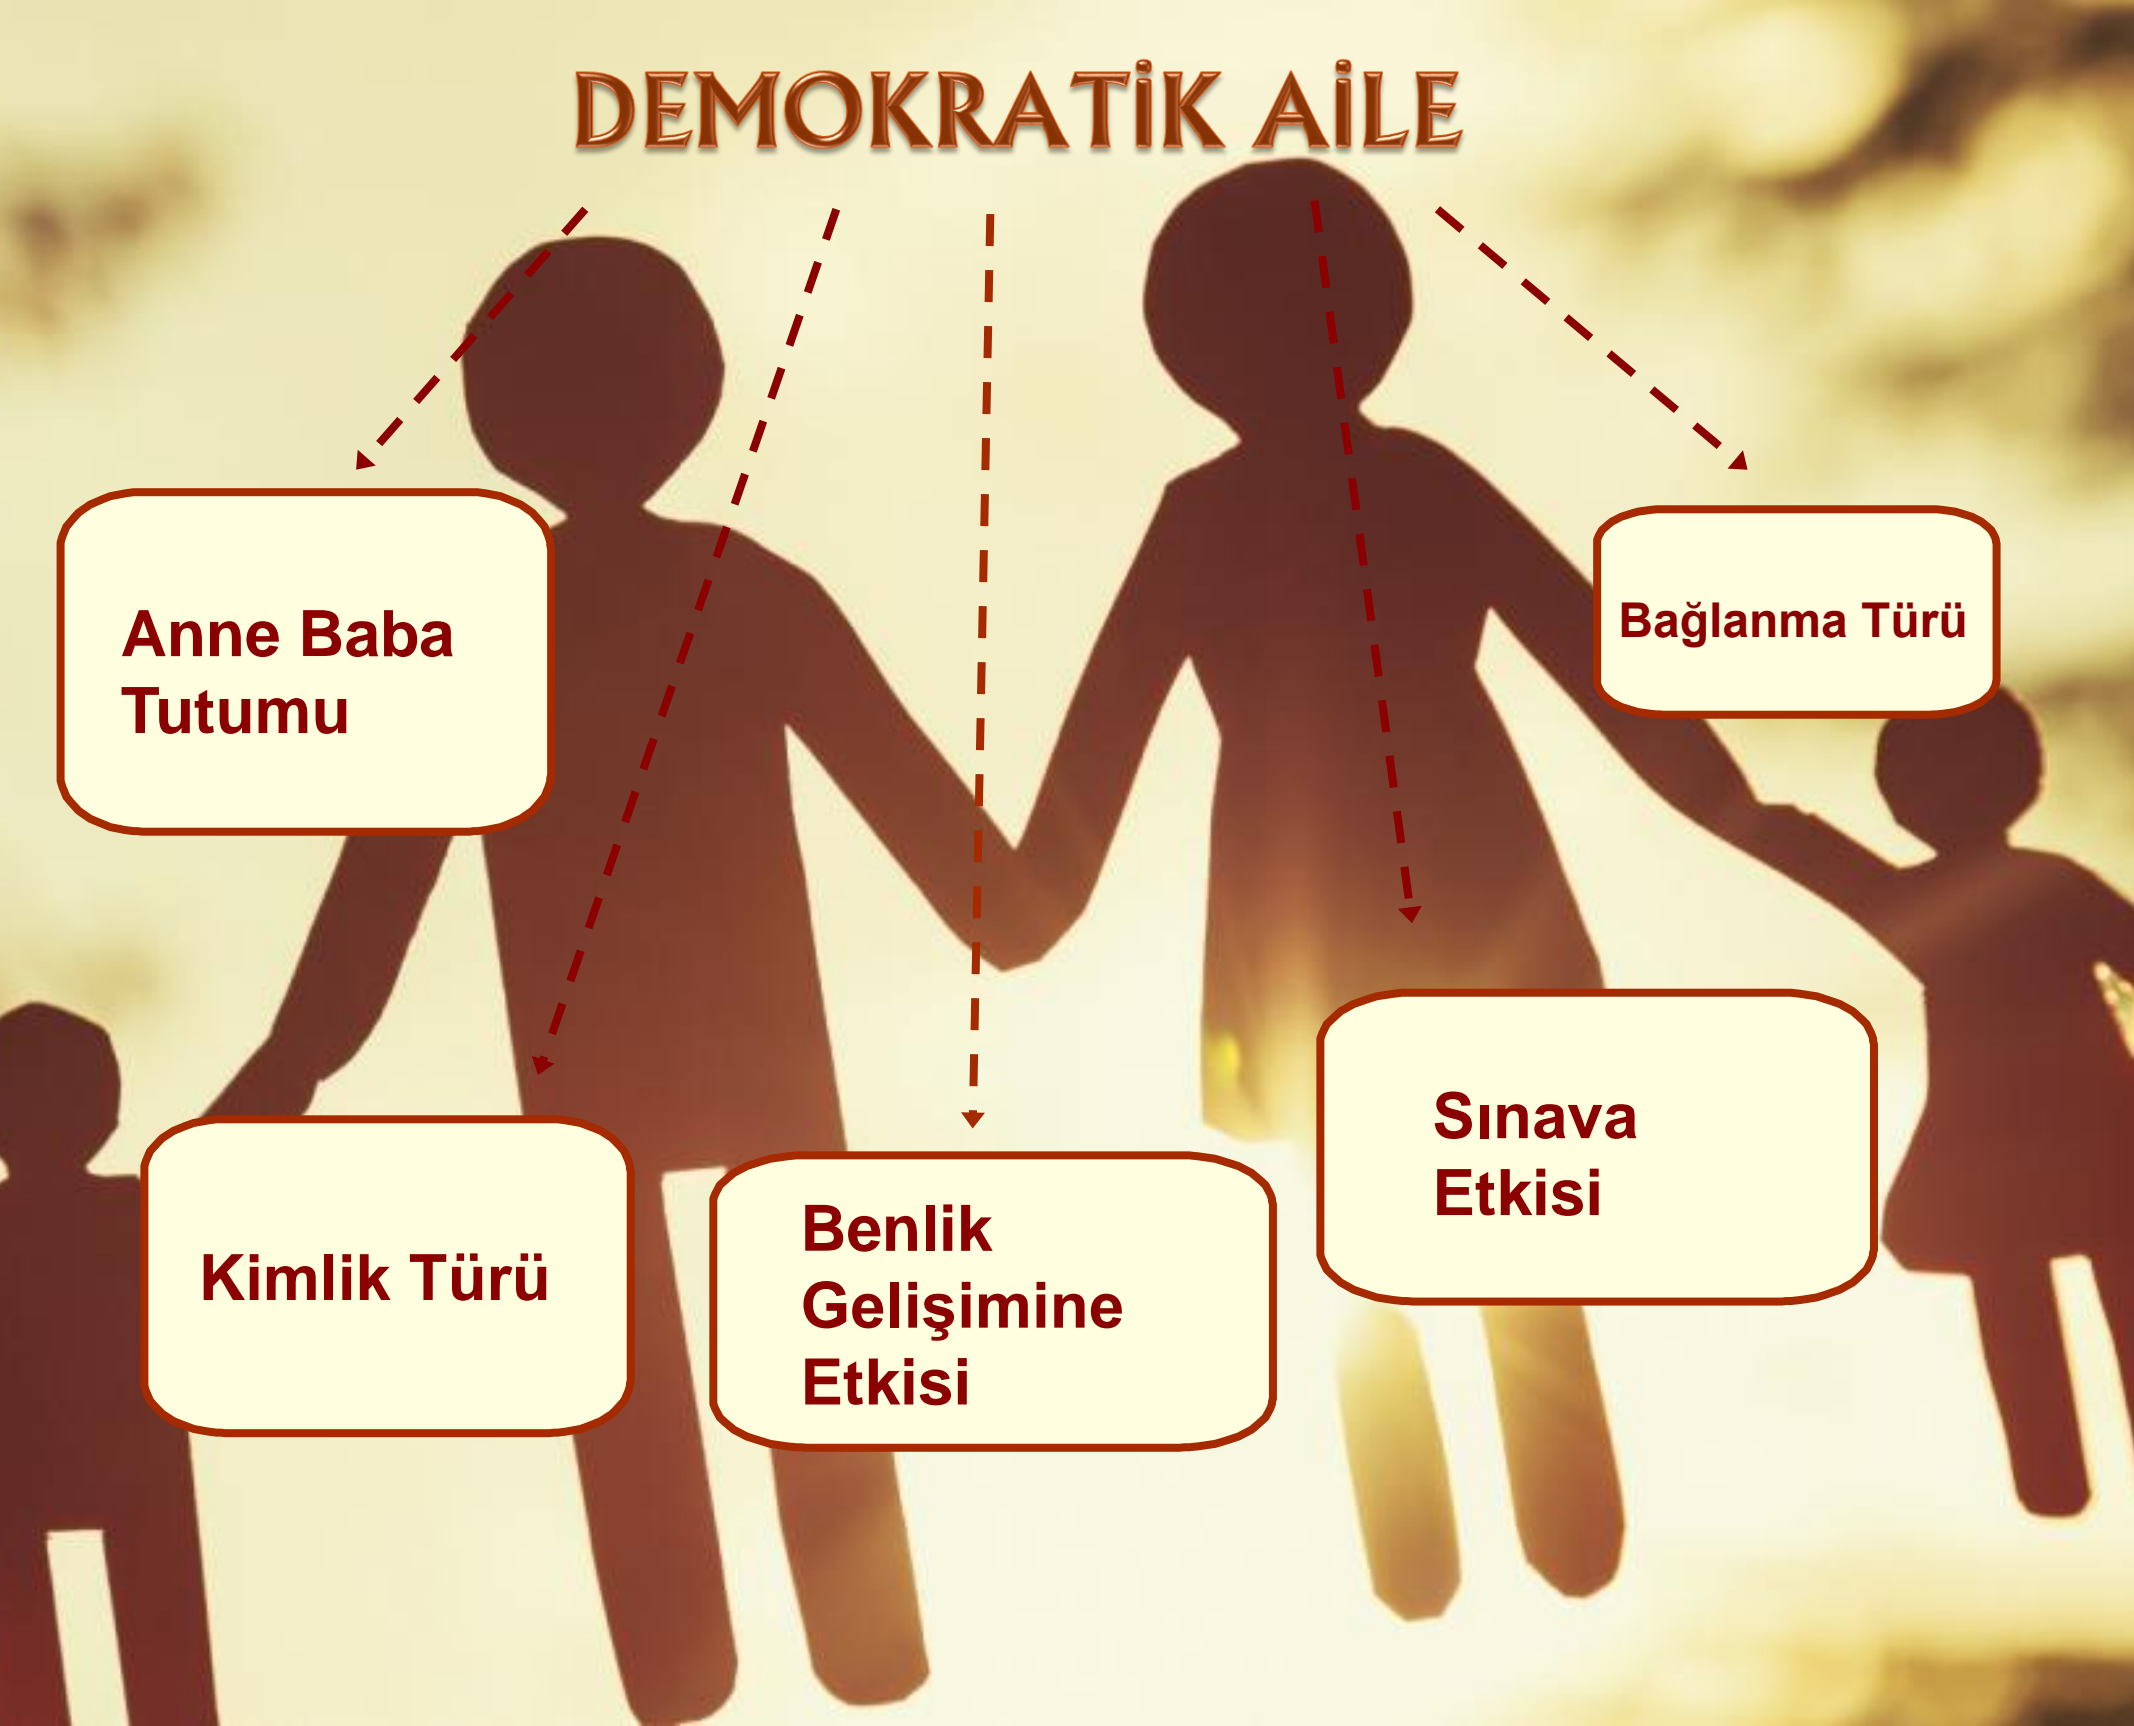 DEMOKRATİK AİLE
Anne Baba
Tutumu
Bağlanma Türü
Kimlik Türü
Benlik
Gelişimine
Etkisi
Sınava
Etkisi